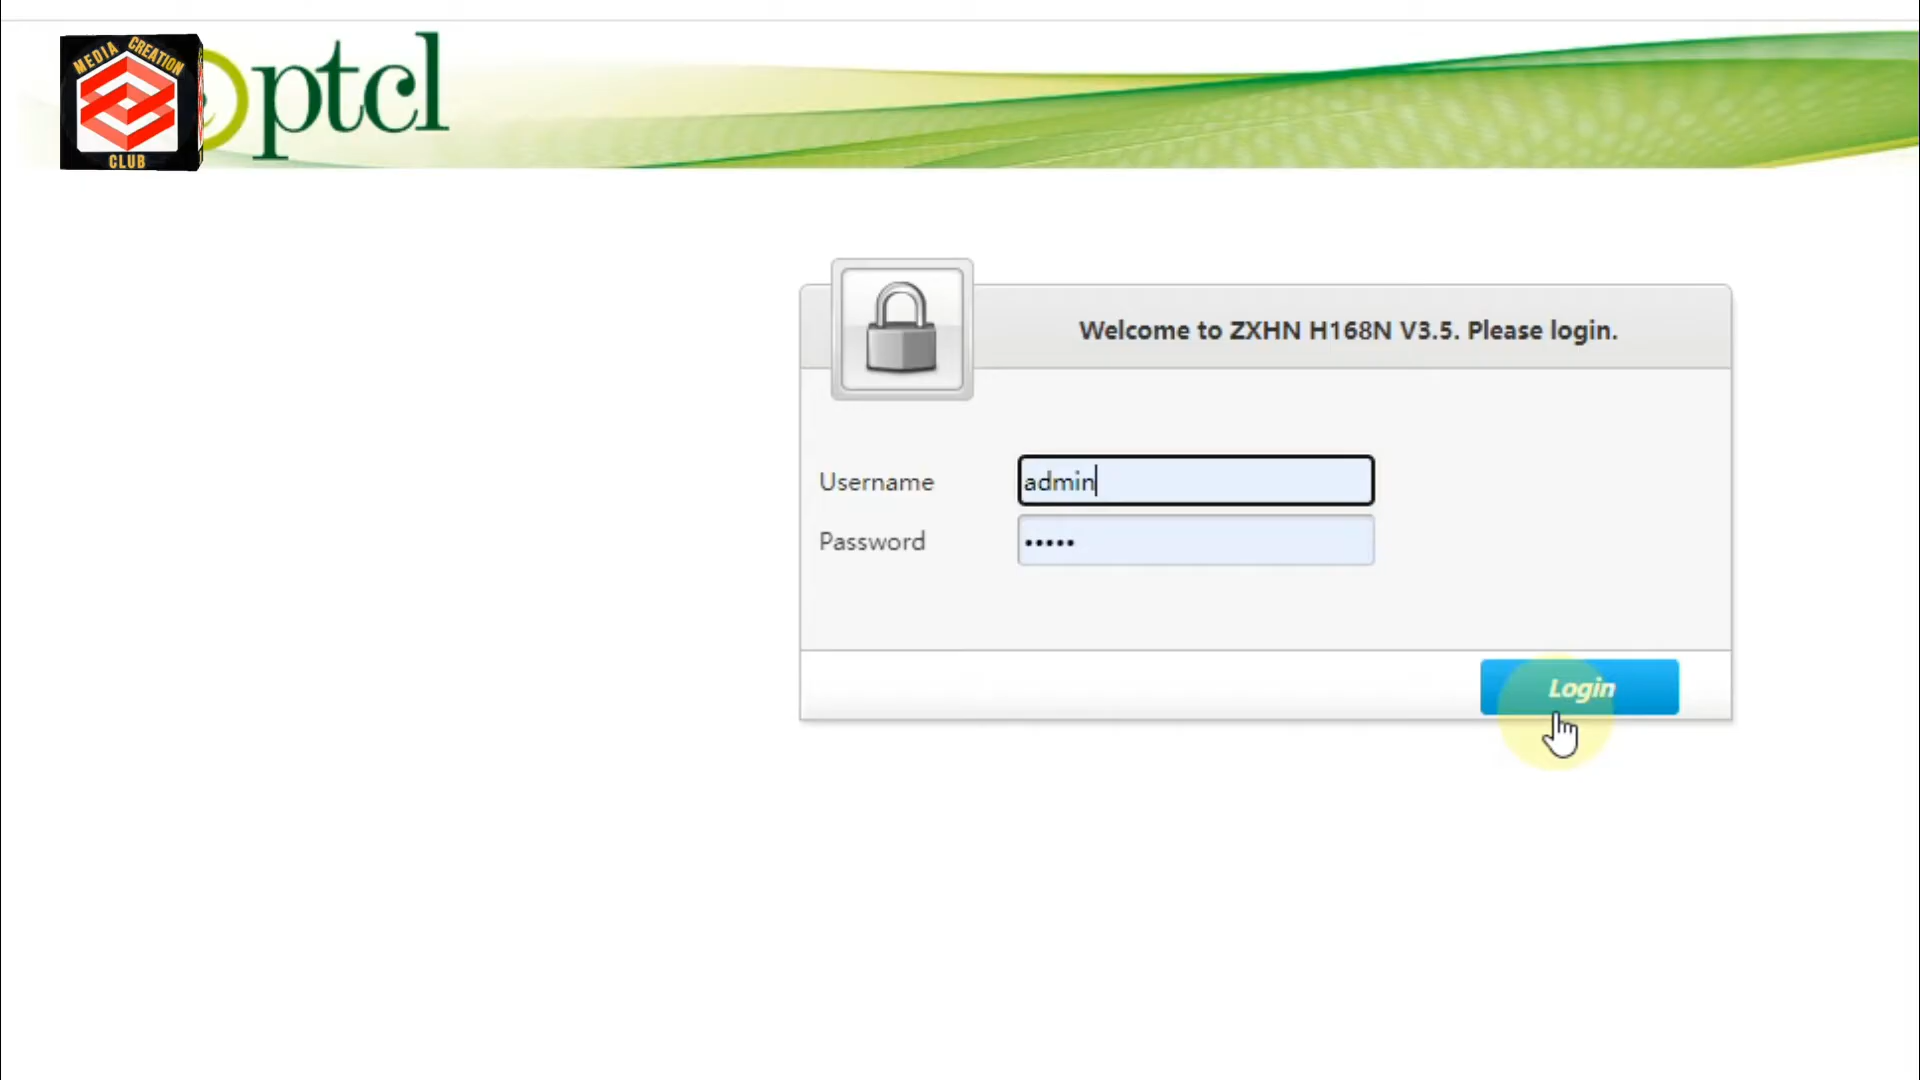 MEDIA CREATION
CLUB
ptcl
Welcome to ZXHN H168N V3.5. Please login.
Username
admin
Password
•••••
Login